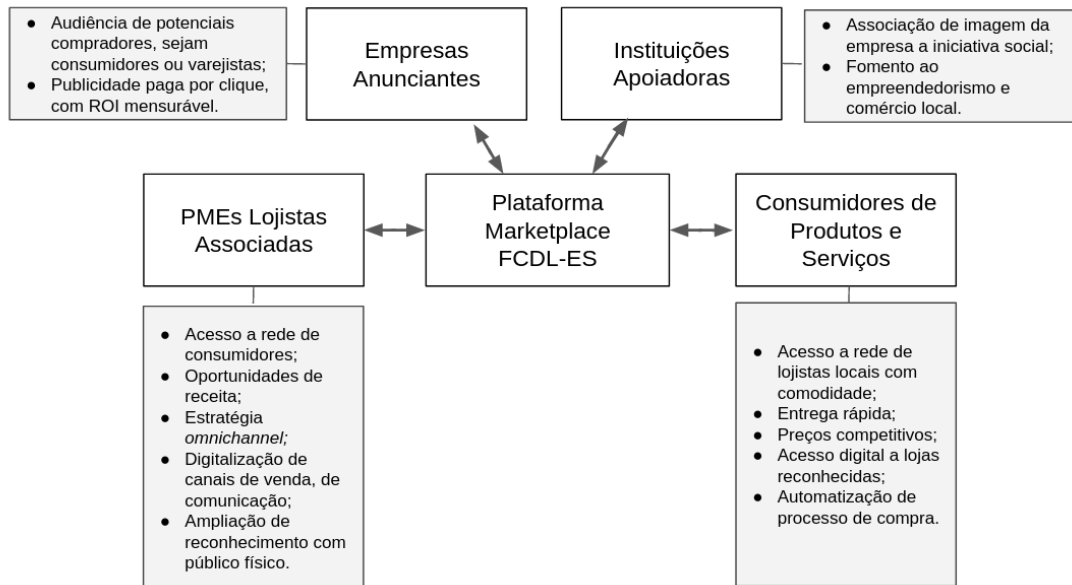 ● Audiência de potenciais
compradores, sejam
consumidores ou varejistas;
● Publicidade paga por clique,
com ROI mensurável.
Empresas
Anunciantes
Instituições
Apoiadoras
● Associação de imagem da
empresa a iniciativa social;
● Fomento ao
empreendedorismo e
comércio local.
PMEs Lojistas
Associadas
Plataforma
Marketplace
FCDL-ES
Consumidores de
Produtos e
Serviços
● Acesso a rede de
consumidores;
● Oportunidades de
receita;
● Estratégia
omnichannel;
● Digitalização de
canais de venda, de
comunicação;
● Ampliação de
reconhecimento com
público físico.
● Acesso a rede de
lojistas locais com
comodidade;
● Entrega rápida;
● Preços competitivos;
● Acesso digital a lojas
reconhecidas;
● Automatização de
processo de compra.